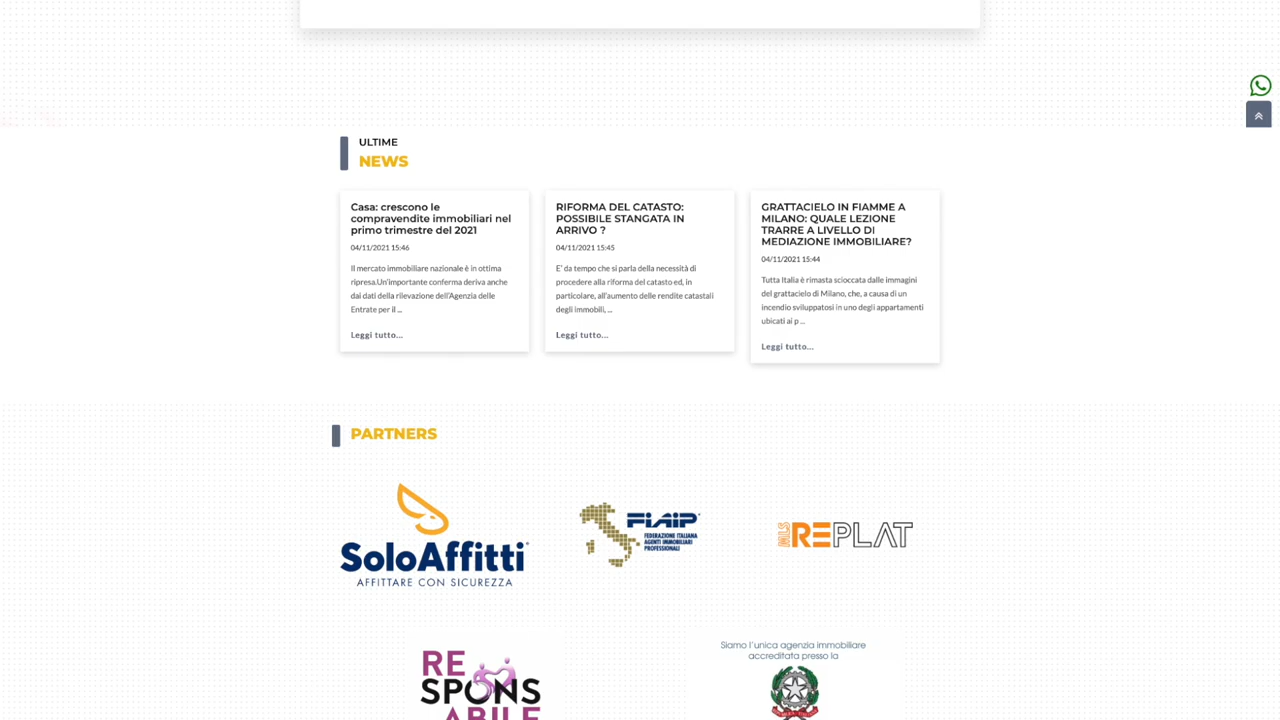 ULTIME
NEWS
Casa: crescono le
compravendite immobiliari nel
primo trimestre del 2021
04/11/2021 15:46
Il mercato immobiliare nazionale è in ottima
ripresa.Un'importante conferma deriva anche
dai dati della rilevazione dell'Agenzia delle
Entrate per il ...
Leggi tutto...
RIFORMA DEL CATASTO:
POSSIBILE STANGATA IN
ARRIVO ?
04/11/2021 15:45
E' da tempo che si parla della necessità di
procedere alla riforma del catasto ed, in
particolare, all'aumento delle rendite catastali
degli immobili, ...
Leggi tutto...
GRATTACIELO IN FIAMME A
MILANO: QUALE LEZIONE
TRARRE A LIVELLO DI
MEDIAZIONE IMMOBILIARE?
04/11/2021 15:44
Tutta Italia è rimasta scioccata dalle immagini
del grattacielo di Milano, che, a causa di un
incendio sviluppatosi in uno degli appartamenti
ubicati ai p ...
Leggi tutto...
PARTNERS
SoloAffitti
AFFITTARE CON SICUREZZA
FIAIP
FEDERAZIONE ITALIANA
AGENTI IMMOBILIARI
PROFESSIONALI
MLS REPLAT
RE
SPONS
ABILE
Siamo l'unica agenzia immobiliare
accreditata presso la